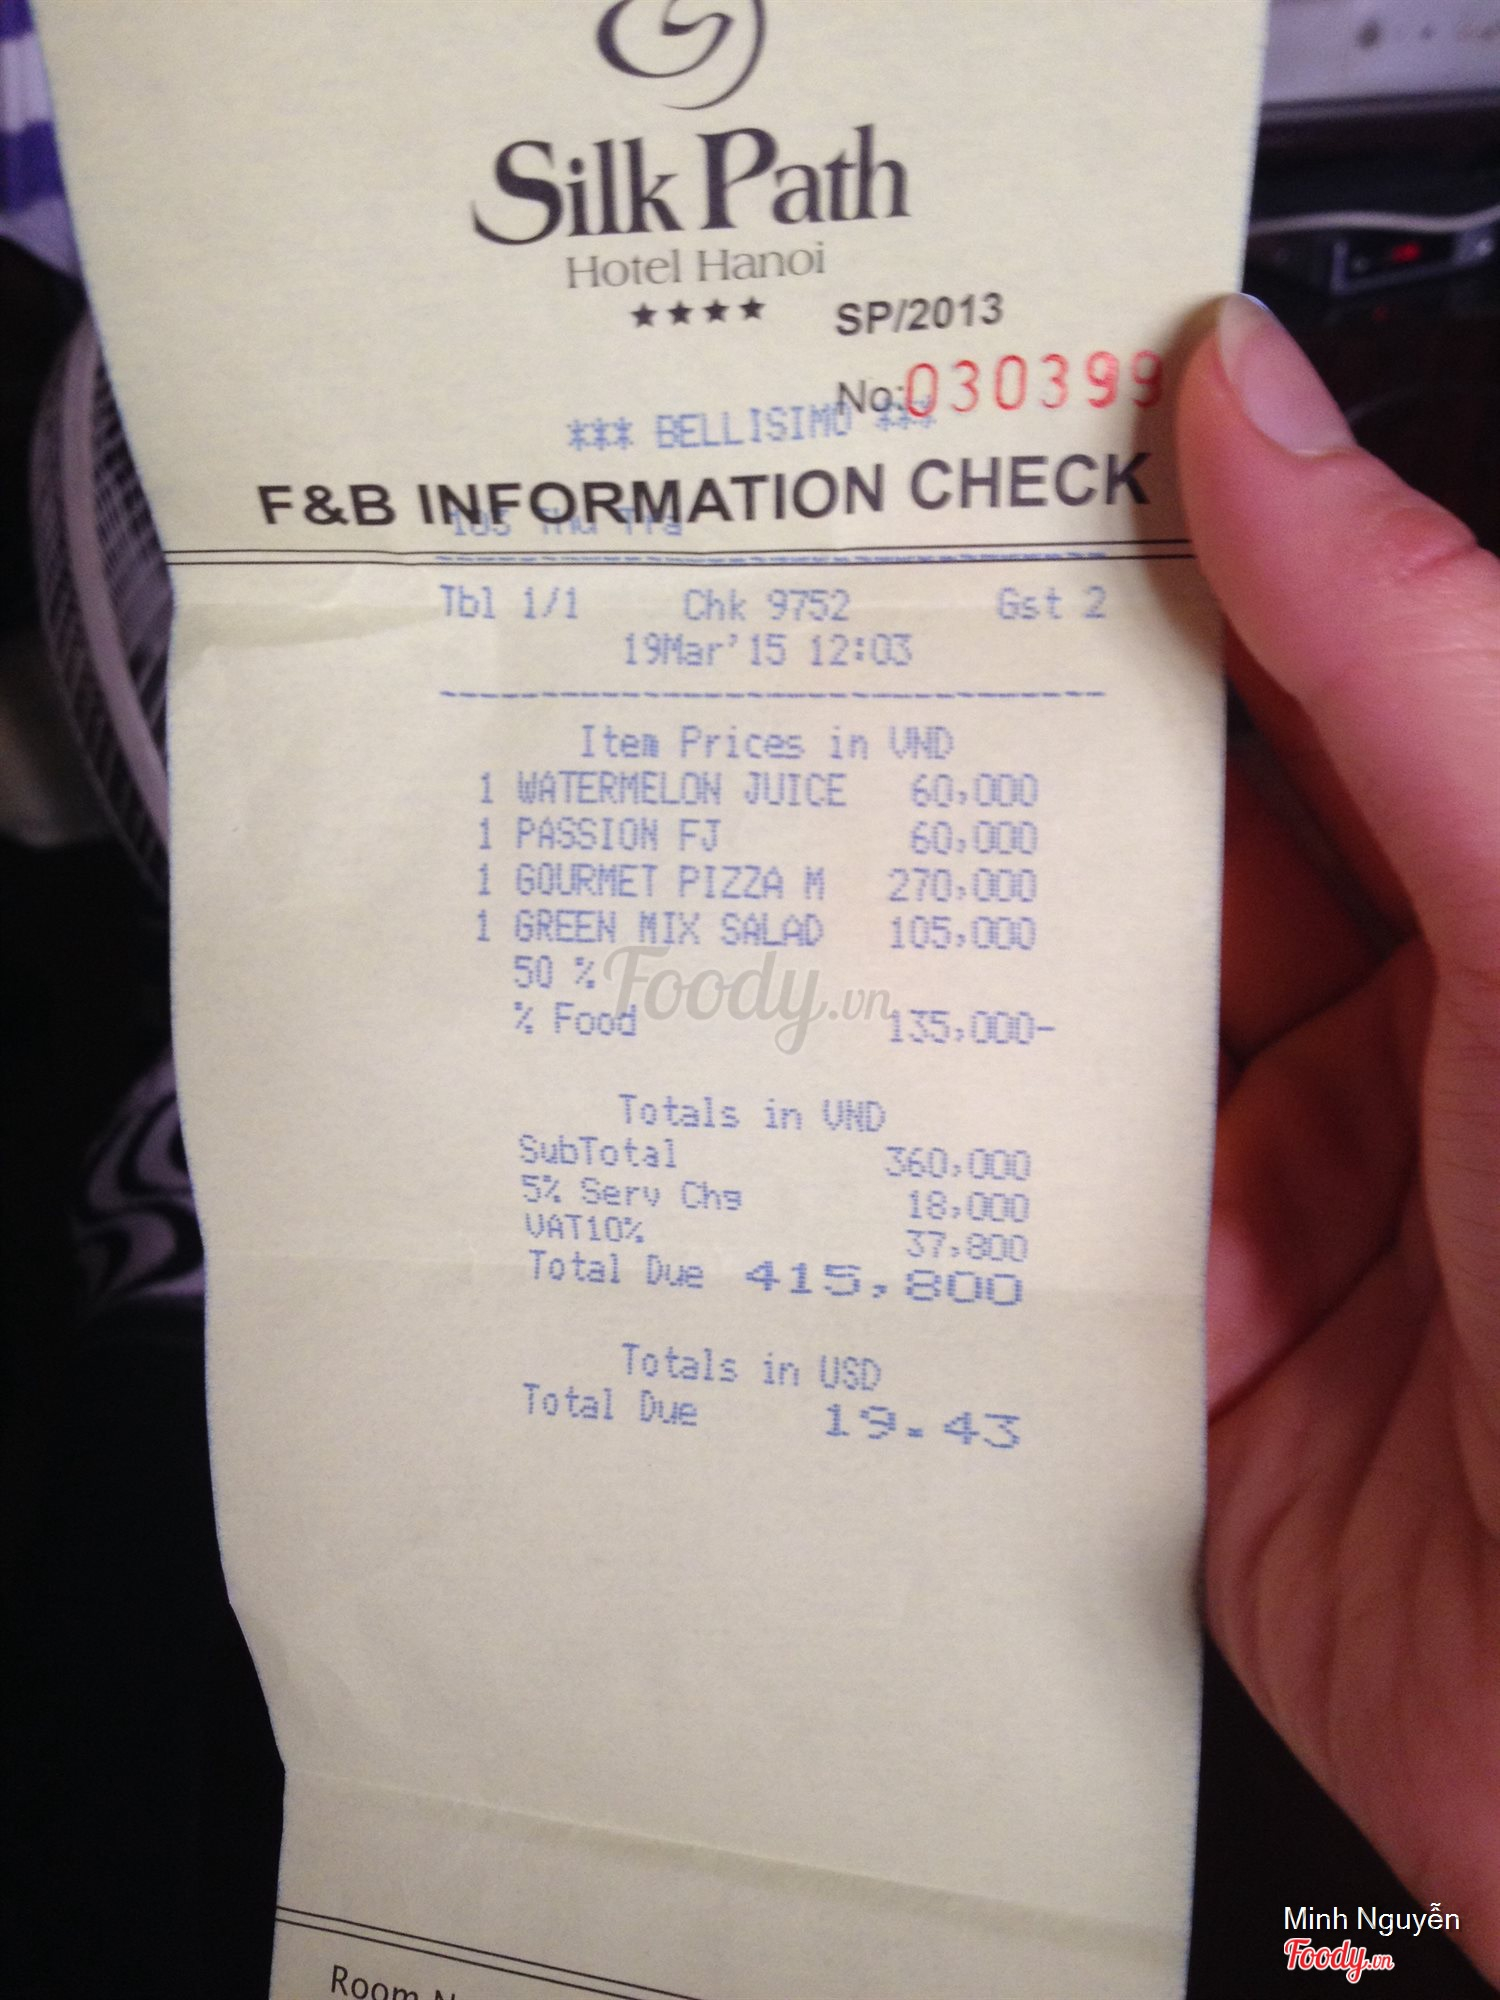 Silk Path
Hotel Hanoi
★★★★
SP/2013
No: 030399
*** BELLISIMO ***
F&B INFORMATION CHECK
103 Thu Tra
Tbl 1/1 Chk 9752 Gst 2
19Mar'15 12:03
Item Prices in VND
1 WATERMELON JUICE 60,000
1 PASSION FJ 60,000
1 GOURMET PIZZA M 270,000
1 GREEN MIX SALAD 105,000
50 %
% Food 135,000-
Foody.vn
Totals in VND
SubTotal 360,000
5% Serv Chg 18,000
VAT10% 37,800
Total Due 415,800
Totals in USD
Total Due 19.43
Room
Minh Nguyễn
Foody.vn